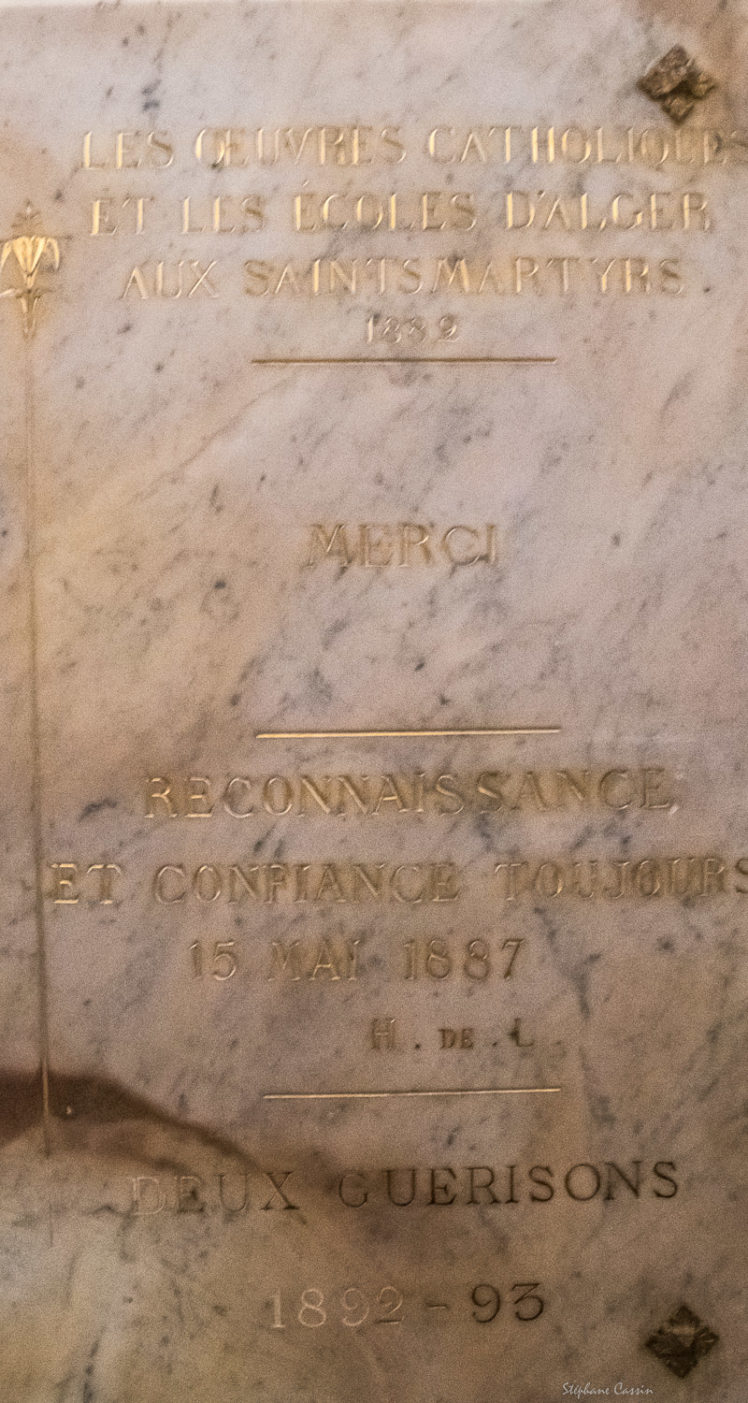 LES ŒUVRES CATHOLIQUES
ET LES ÉCOLES D'ALGER
AUX SAINTS MARTYRS.
1882
MERCI
RECONNAISSANCE
ET CONFIANCE TOUJOURS
15 MAI 1887
H. DE. L.
DEUX GUERISONS
1892-93
Stéphane Cassin